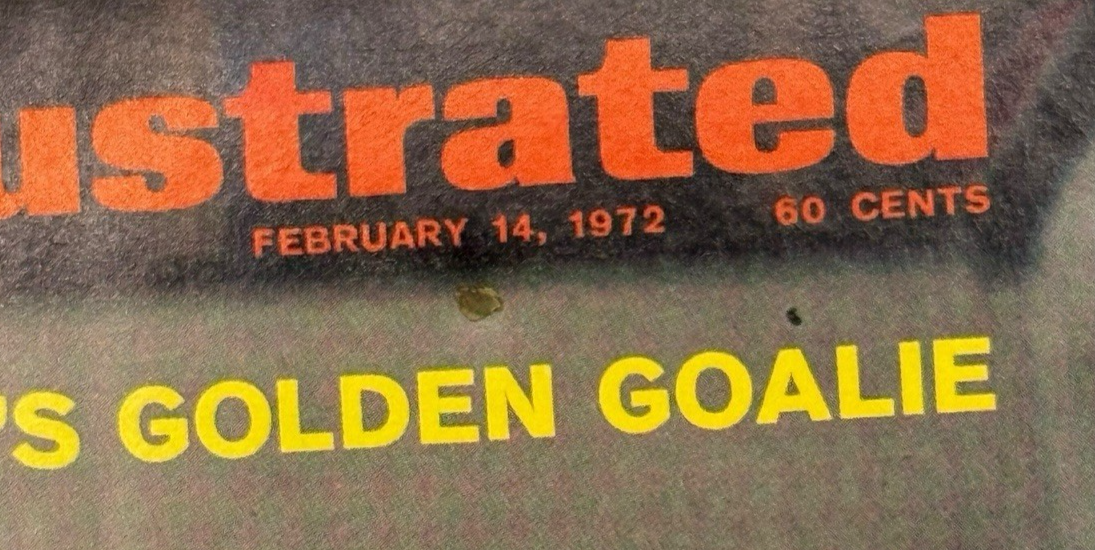 ustrated
FEBRUARY 14, 1972 60 CENTS
'S GOLDEN GOALIE